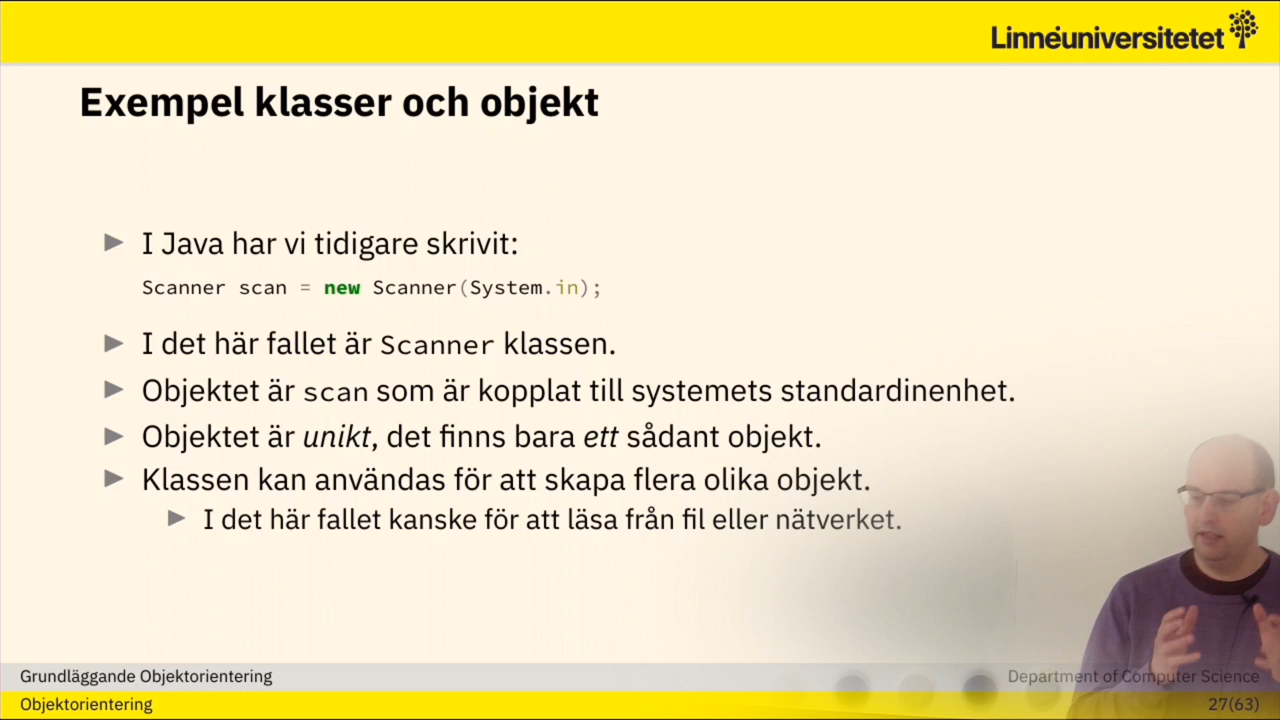 Linnéuniversitetet
Exempel klasser och objekt
I Java har vi tidigare skrivit:
Scanner scan = new Scanner(System.in);
I det här fallet är Scanner klassen.
Objektet är scan som är kopplat till systemets standardinenhet.
Objektet är unikt, det finns bara ett sådant objekt.
Klassen kan användas för att skapa flera olika objekt.
I det här fallet kanske för att läsa från fil eller nätverket.
Grundläggande Objektorientering
Department of Computer Science
Objektorientering
27(63)